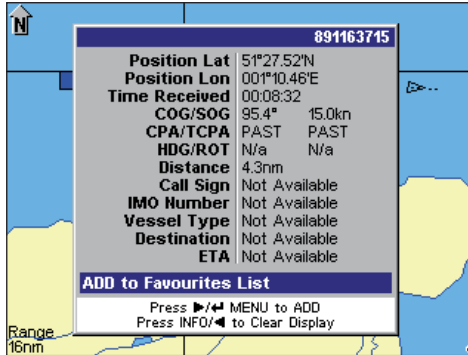 N
891163715
Position Lat 51°27.52'N
Position Lon 001°10.46'E
Time Received 00:08:32
COG/SOG 95.4° 15.0kn
CPA/TCPA PAST PAST
HDG/ROT N/a N/a
Distance 4.3nm
Call Sign Not Available
IMO Number Not Available
Vessel Type Not Available
Destination Not Available
ETA Not Available
ADD to Favourites List
Press ▶/↵ MENU to ADD
Press INFO/◀ to Clear Display
Range
16nm